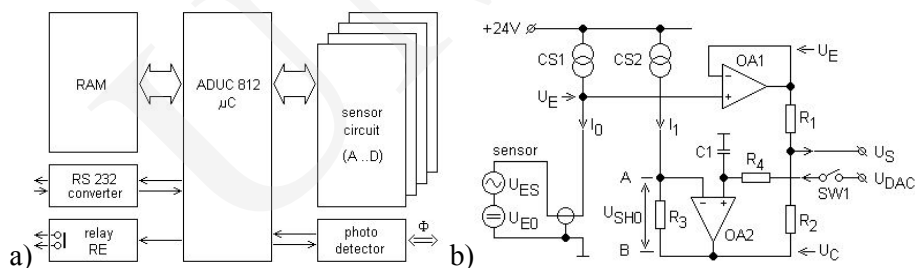 RAM
ADUC 812
µC
sensor
circuit
(A ..D)
RS 232
converter
relay
RE
photo
detector
Φ
a)
+24V
CS1
CS2
OA1
U_E
U_E
I_0
I_1
R_1
C1
R_4
U_S
U_DAC
SW1
sensor
U_ES
U_E0
A
U_SH0
B
R_3
OA2
R_2
U_C
b)